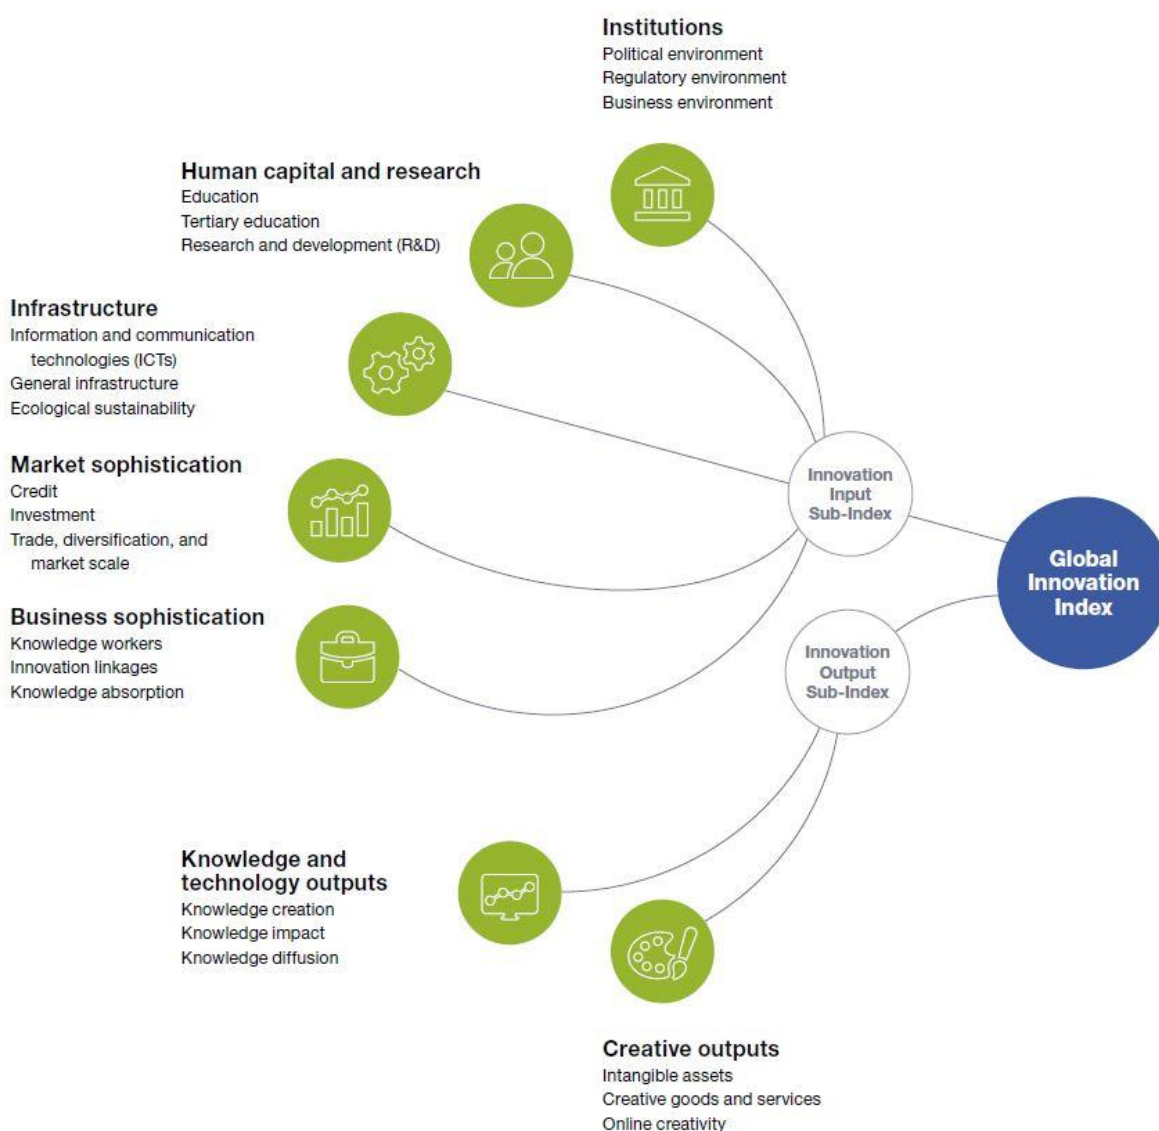 Institutions
Political environment
Regulatory environment
Business environment
Human capital and research
Education
Tertiary education
Research and development (R&D)
Infrastructure
Information and communication
technologies (ICTs)
General infrastructure
Ecological sustainability
Market sophistication
Credit
Investment
Trade, diversification, and
market scale
Business sophistication
Knowledge workers
Innovation linkages
Knowledge absorption
Innovation
Input
Sub-Index
Global
Innovation
Index
Innovation
Output
Sub-Index
Knowledge and
technology outputs
Knowledge creation
Knowledge impact
Knowledge diffusion
Creative outputs
Intangible assets
Creative goods and services
Online creativity